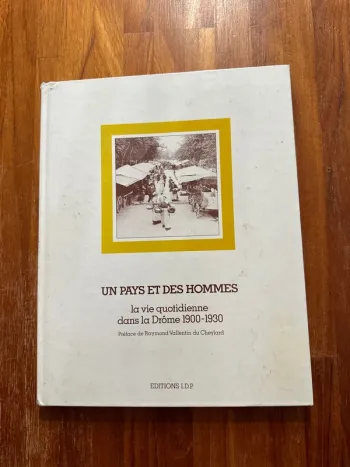 UN PAYS ET DES HOMMES
la vie quotidienne
dans la Drôme 1900-1930
Préface de Raymond Vallentin du Cheylard
EDITIONS I.D.P.